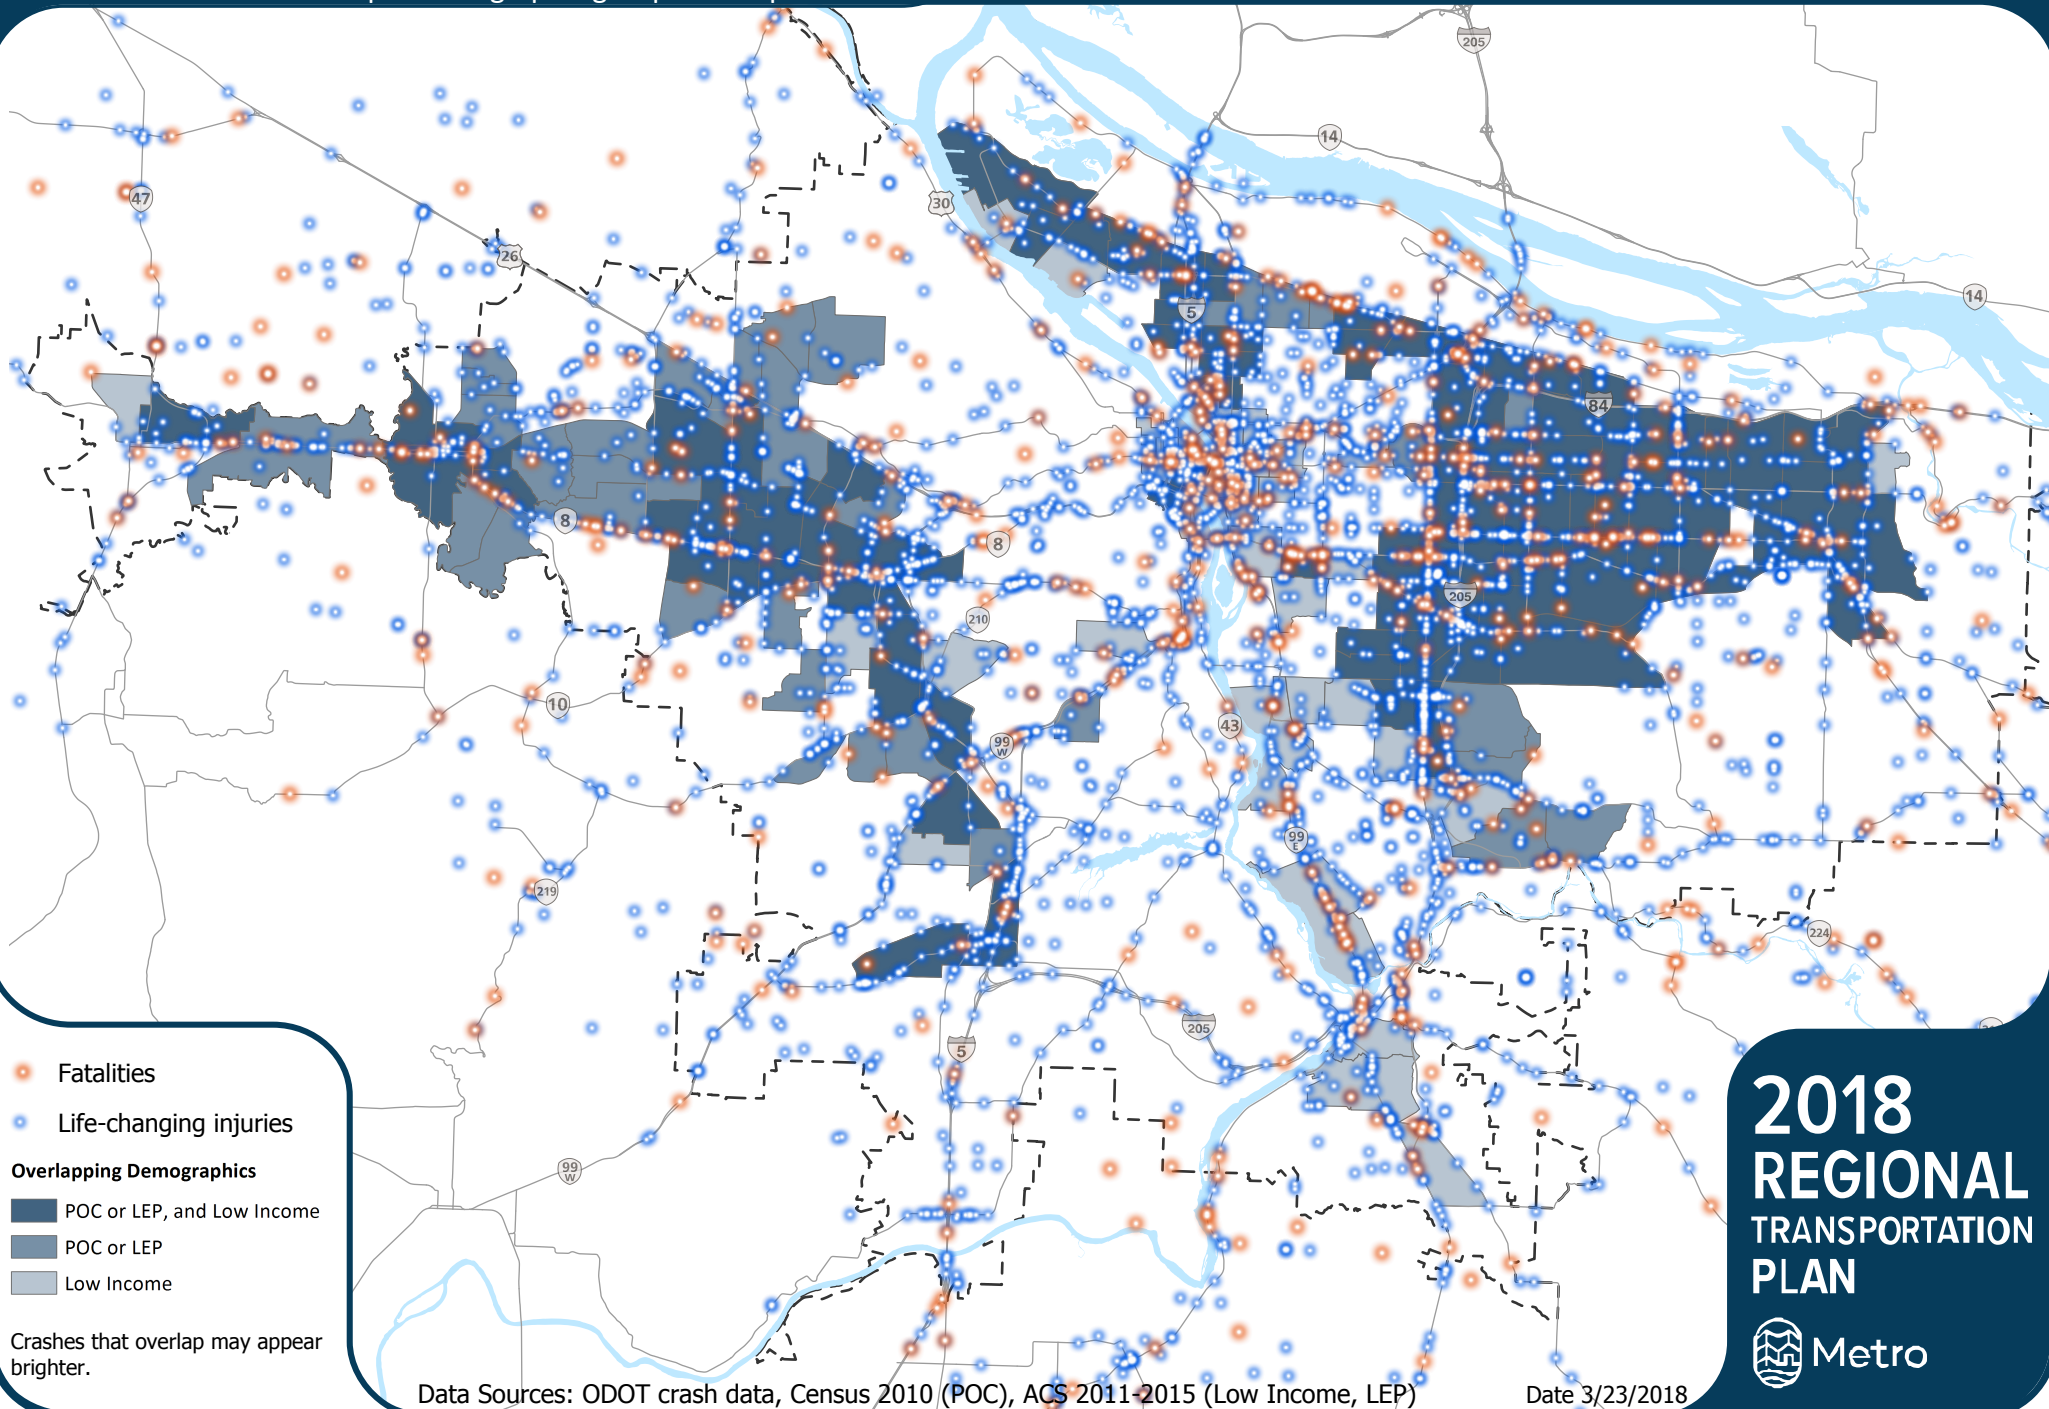 205
14
47
30
26
14
5
84
8
8
205
210
10
43
99
W
99
E
219
224
205
5
99
W
Fatalities
Life-changing injuries
Overlapping Demographics
POC or LEP, and Low Income
POC or LEP
Low Income
Crashes that overlap may appear
brighter.
2018
REGIONAL
TRANSPORTATION
PLAN
Metro
Data Sources: ODOT crash data, Census 2010 (POC), ACS 2011-2015 (Low Income, LEP)
Date 3/23/2018